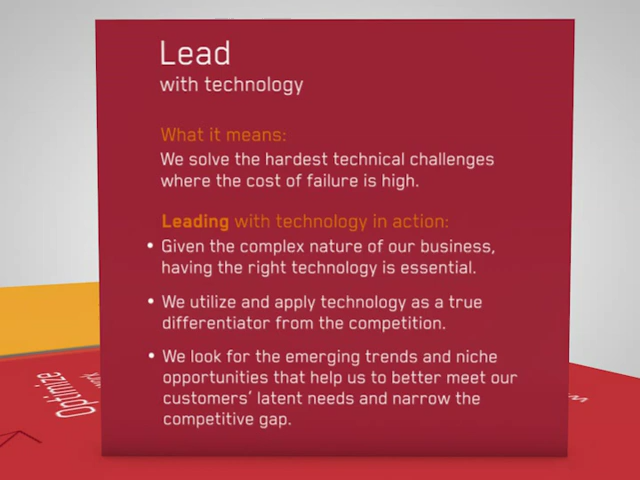 Lead
with technology
What it means:
We solve the hardest technical challenges
where the cost of failure is high.
Leading with technology in action:
• Given the complex nature of our business,
having the right technology is essential.
• We utilize and apply technology as a true
differentiator from the competition.
• We look for the emerging trends and niche
opportunities that help us to better meet our
customers' latent needs and narrow the
competitive gap.
Optimize